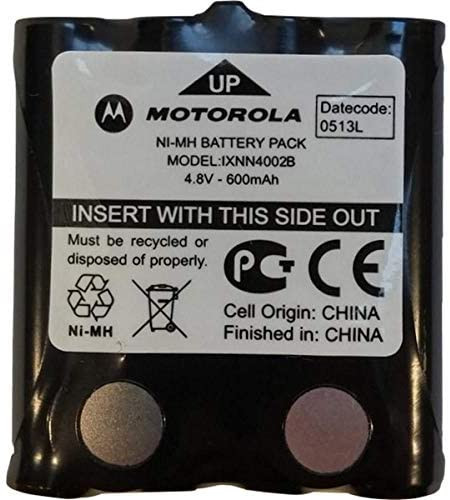 UP
MOTOROLA
Datecode:
0513L
NI-MH BATTERY PACK
MODEL:IXNN4002B
4.8V - 600mAh
INSERT WITH THIS SIDE OUT
Must be recycled or
disposed of properly.
Ni-MH
PCT CE
Cell Origin: CHINA
Finished in: CHINA